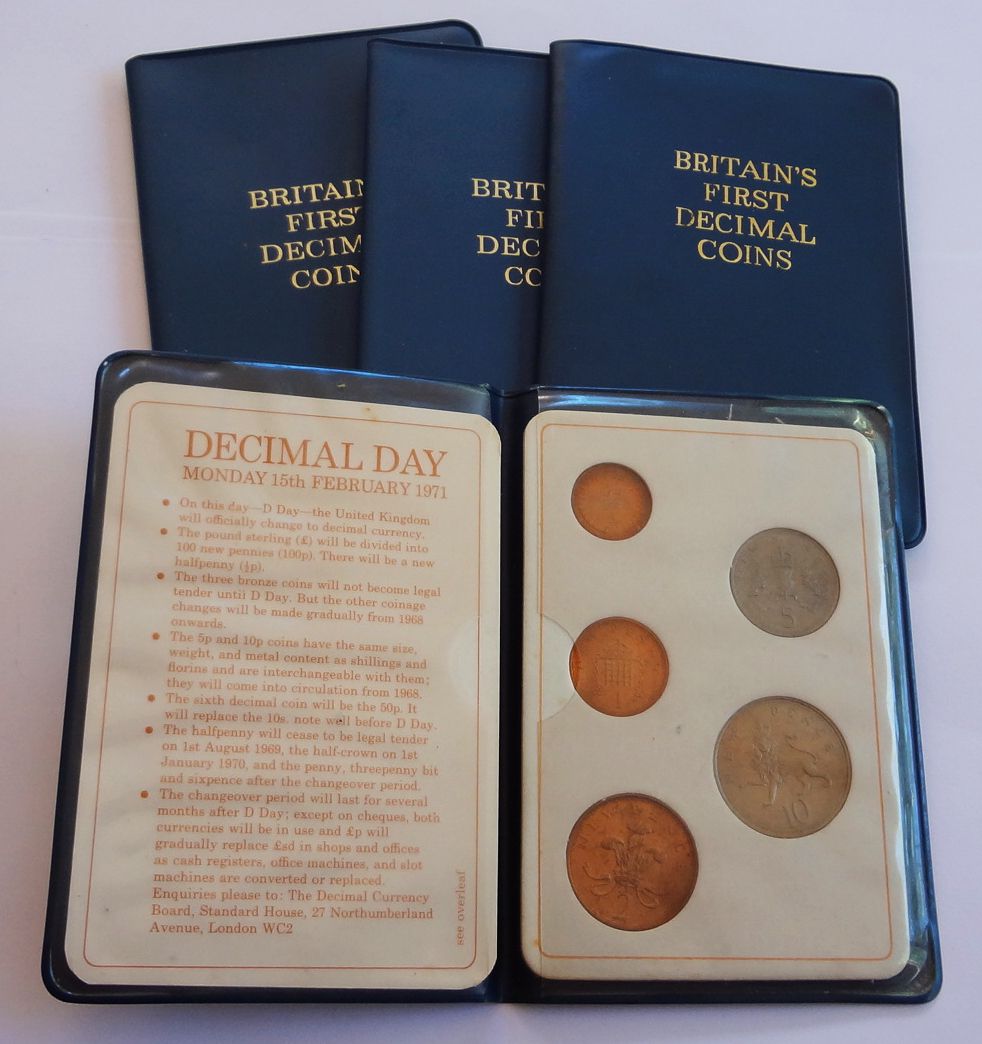 BRITAIN
FIRST
DECIM
COIN
BRIT
FI
DEC
CO
BRITAIN'S
FIRST
DECIMAL
COINS
DECIMAL DAY
MONDAY 15th FEBRUARY 1971
• On this day—D Day—the United Kingdom
will officially change to decimal currency.
• The pound sterling (£) will be divided into
100 new pennies (100p). There will be a new
halfpenny (½p).
• The three bronze coins will not become legal
tender until D Day. But the other coinage
changes will be made gradually from 1968
onwards.
• The 5p and 10p coins have the same size,
weight, and metal content as shillings and
florins and are interchangeable with them;
they will come into circulation from 1968.
• The sixth decimal coin will be the 50p. It
will replace the 10s. note well before D Day.
• The halfpenny will cease to be legal tender
on 1st August 1969, the half-crown on 1st
January 1970, and the penny, threepenny bit
and sixpence after the changeover period.
• The changeover period will last for several
months after D Day; except on cheques, both
currencies will be in use and £p will
gradually replace £sd in shops and offices
as cash registers, office machines, and slot
machines are converted or replaced.
Enquiries please to: The Decimal Currency
Board, Standard House, 27 Northumberland
Avenue, London WC2
see overleaf
5
1
10
NEW PENCE
2